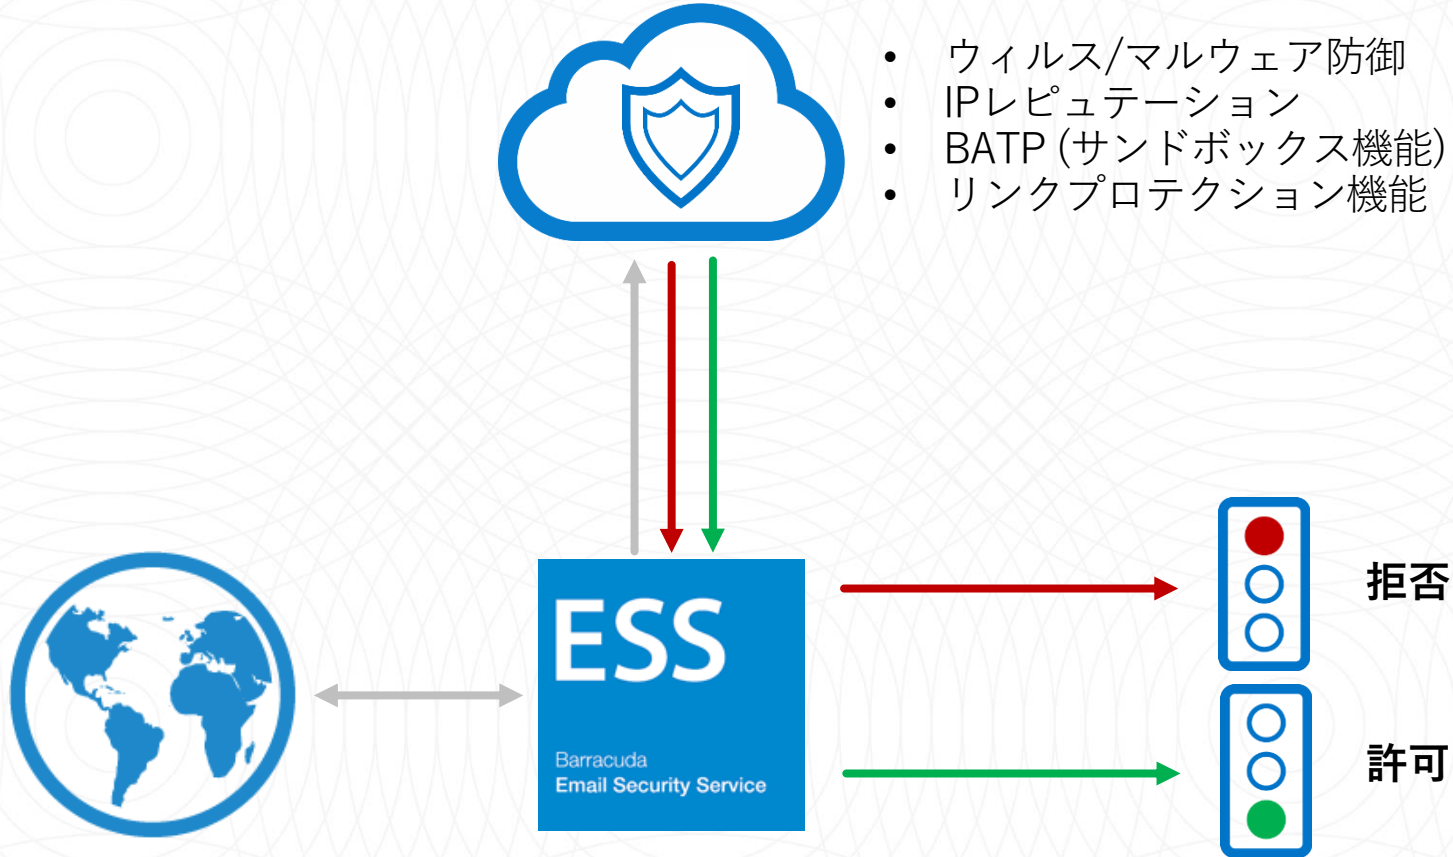 • ウィルス/マルウェア防御
• IPレピュテーション
• BATP (サンドボックス機能)
• リンクプロテクション機能
ESS
Barracuda
Email Security Service
拒否
許可